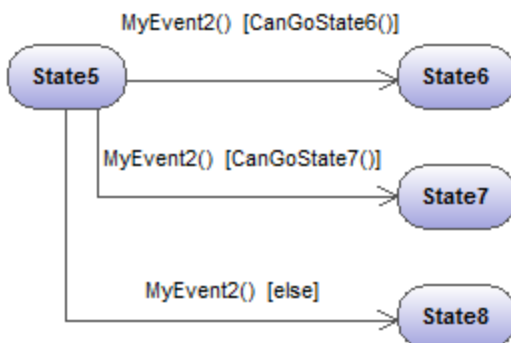 MyEvent2() [CanGoState6()]
State5
State6
MyEvent2() [CanGoState7()]
State7
MyEvent2() [else]
State8